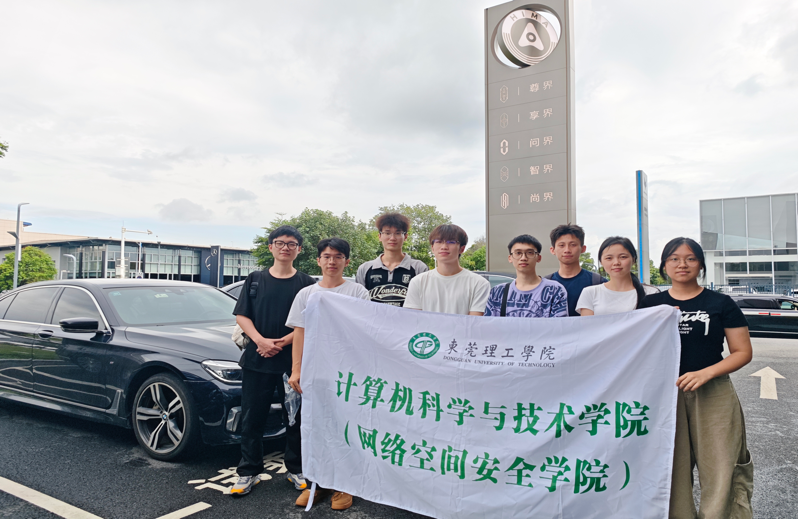 HIMA
尊界
享界
问界
智界
尚界
東莞理工學院
DONGGUAN UNIVERSITY OF TECHNOLOGY
计算机科学与技术学院
（网络空间安全学院）